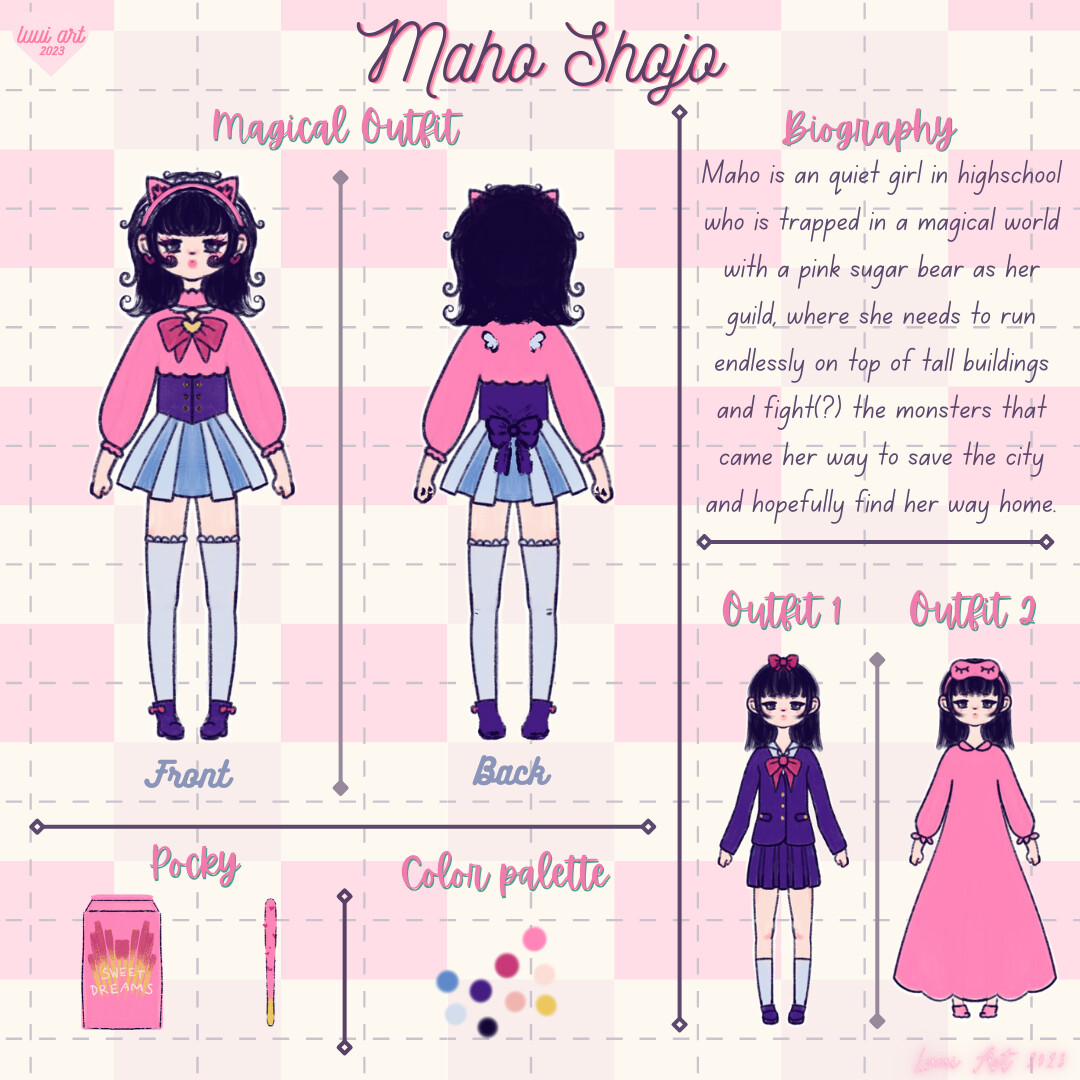 luui art
2023
Maho Shojo
Magical Outfit
Biography
Maho is an quiet girl in highschool
who is trapped in a magical world
with a pink sugar bear as her
guild, where she needs to run
endlessly on top of tall buildings
and fight(?) the monsters that
came her way to save the city
and hopefully find her way home.
Front
Back
Outfit 1
Outfit 2
Pocky
SWEET
DREAMS
Color palette
Luui Art 2023